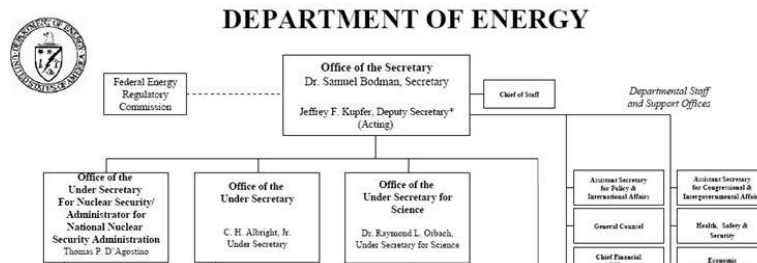 DEPARTMENT OF ENERGY
Federal Energy
Regulatory
Commission
Office of the Secretary
Dr. Samuel Bodman, Secretary
Jeffrey F. Kupfer, Deputy Secretary*
(Acting)
Chief of Staff
Departmental Staff
and Support Offices
Office of the
Under Secretary
For Nuclear Security/
Administrator for
National Nuclear
Security Administration
Thomas P. D'Agostino
Office of the
Under Secretary
C. H. Albright, Jr.
Under Secretary
Office of the
Under Secretary for
Science
Dr. Raymond L. Orbach,
Under Secretary for Science
Assistant Secretary
for Policy &
International Affairs
Assistant Secretary
for Congressional &
Intergovernmental Affairs
General Counsel
Health, Safety &
Security
Chief Financial
Economic